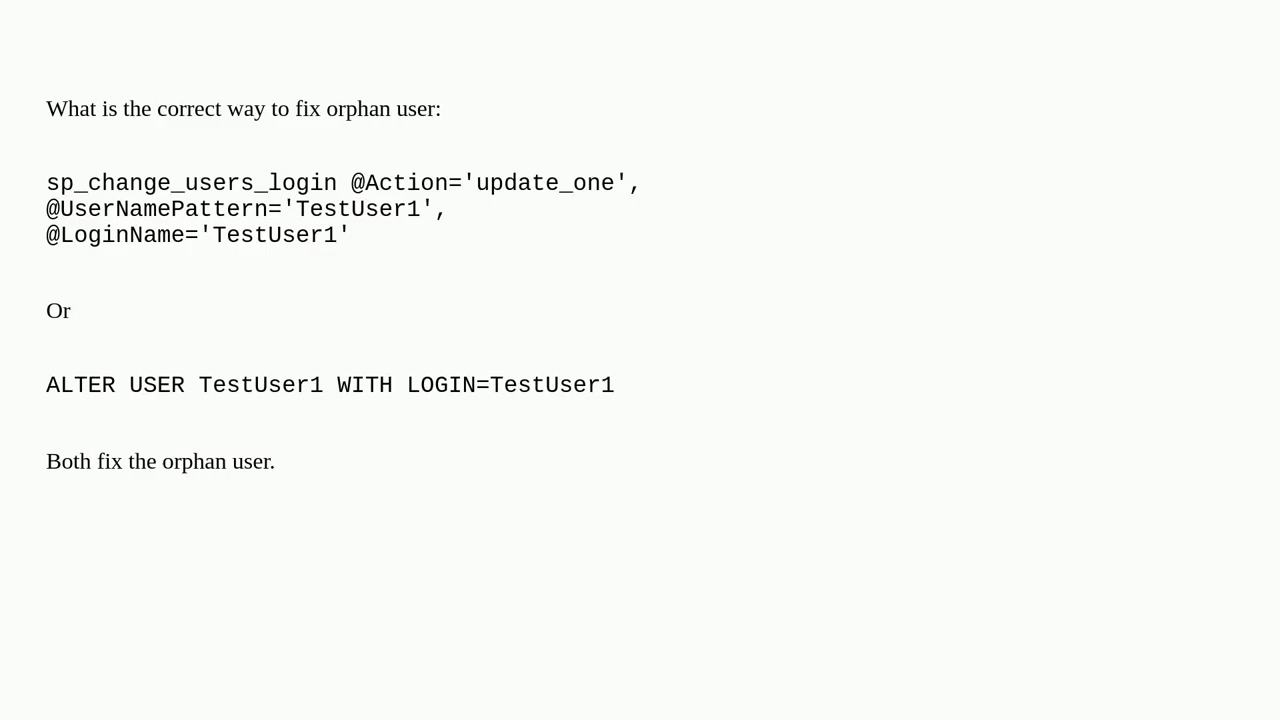 What is the correct way to fix orphan user:
sp_change_users_login @Action='update_one',
@UserNamePattern='TestUser1',
@LoginName='TestUser1'
Or
ALTER USER TestUser1 WITH LOGIN=TestUser1
Both fix the orphan user.